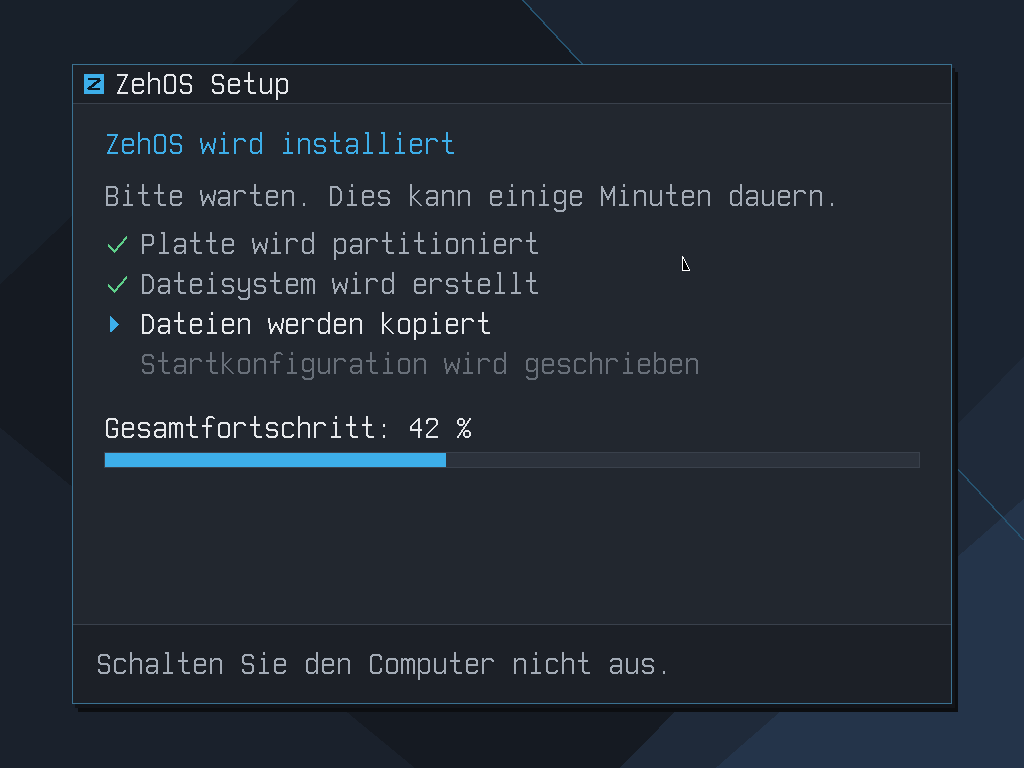 ZehOS Setup
ZehOS wird installiert
Bitte warten. Dies kann einige Minuten dauern.
Platte wird partitioniert
Dateisystem wird erstellt
Dateien werden kopiert
Startkonfiguration wird geschrieben
Gesamtfortschritt: 42 %
Schalten Sie den Computer nicht aus.